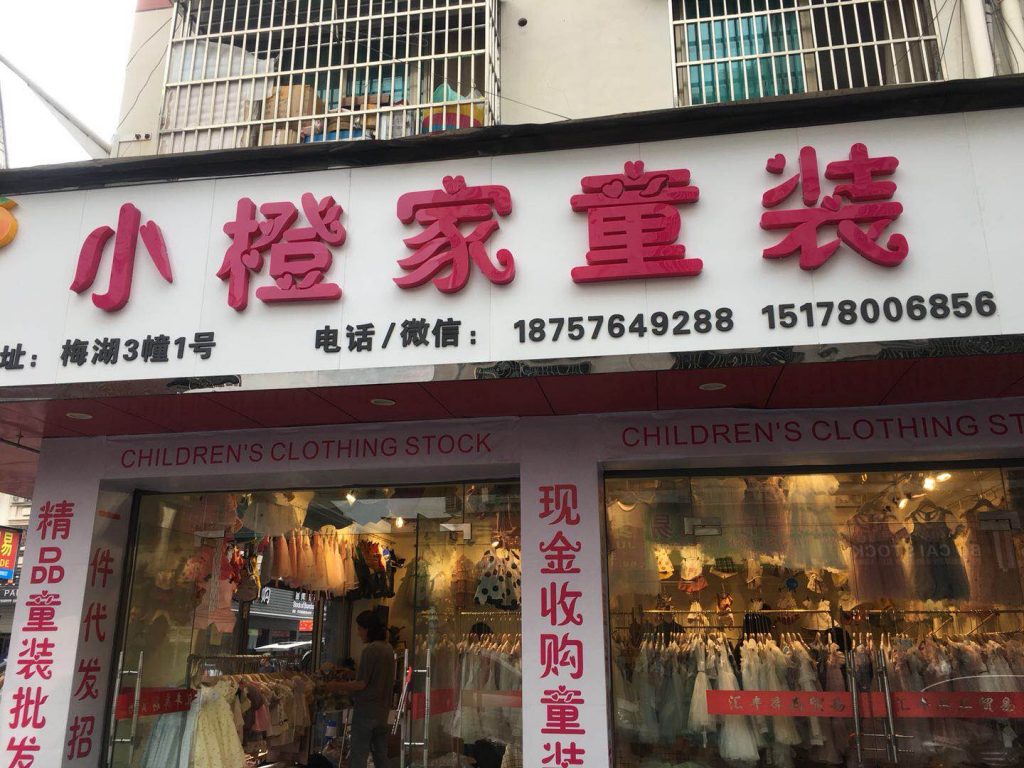 小橙家童装
址：梅湖3幢1号
电话/微信：18757649288 15178006856
CHILDREN'S CLOTHING STOCK
CHILDREN'S CLOTHING ST
精品童装批发
一件代发招
现金收购童装